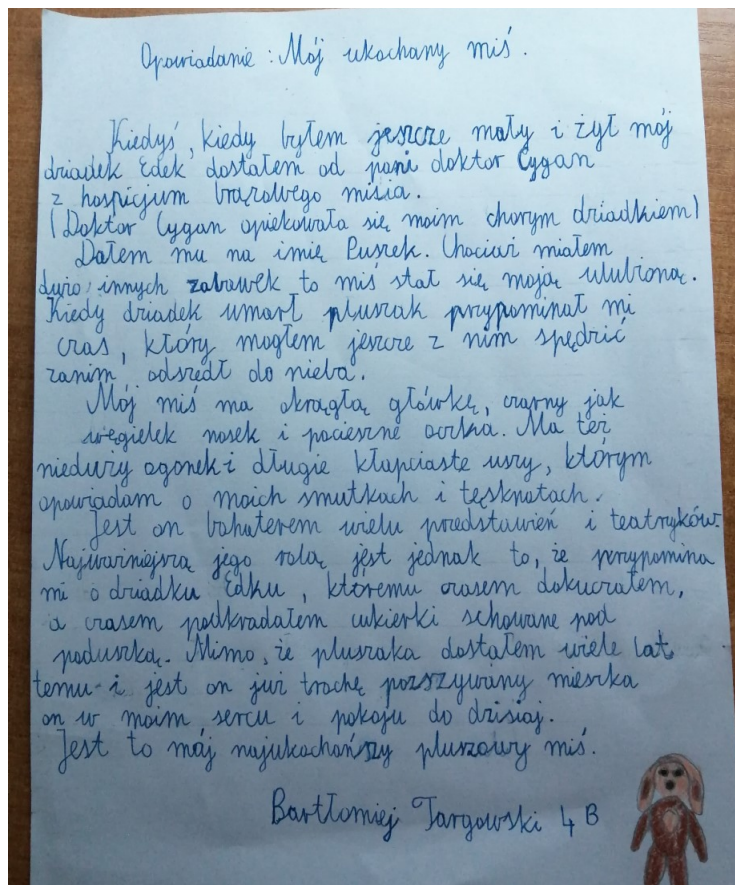 Opowiadanie: Mój ukochany miś.
Kiedyś, kiedy byłem jeszcze mały i żył mój
dziadek Edek dostałem od pani doktor Cygan
z hospicjum brązowego misia.
(Doktor Cygan opiekowała się moim chorym dziadkiem)
Dałem mu na imię Puszek. Chociaż miałem
dużo innych zabawek to miś stał się moją ulubioną.
Kiedy dziadek umarł pluszak przypominał mi
czas, który mogłem jeszcze z nim spędzić
zanim odszedł do nieba.
Mój miś ma okrągłą główkę, czarny jak
węgielek nosek i pocieszne oczka. Ma też
nieduży ogonek i długie kłapciaste uszy, którym
opowiadam o moich smutkach i tęsknotach.
Jest on bohaterem wielu przedstawień i teatryków.
Najważniejszą jego rolą jest jednak to, że przypomina
mi o dziadku Edku, któremu czasem dokuczałem,
a czasem podkradałem cukierki schowane pod
poduszką. Mimo, że pluszaka dostałem wiele lat
temu i jest on już trochę pozszywany mieszka
on w moim sercu i pokoju do dzisiaj.
Jest to mój najukochańszy pluszowy miś.
Bartłomiej Targowski 4 B